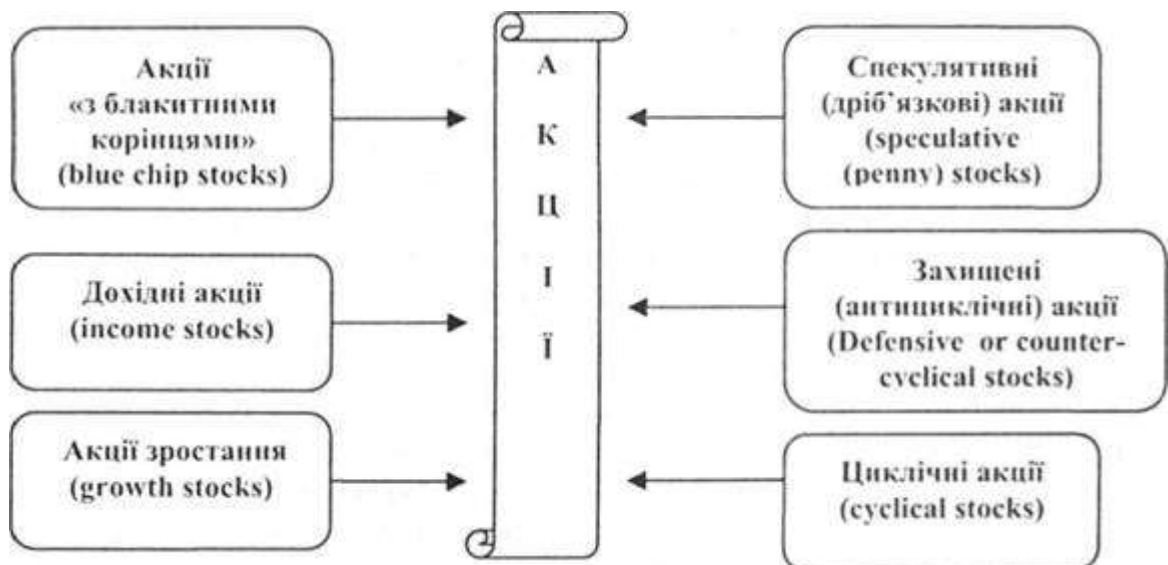 Акції
«з блакитними
корінцями»
(blue chip stocks)
Дохідні акції
(income stocks)
Акції зростання
(growth stocks)
А
К
Ц
І
Ї
Спекулятивні
(дріб’язкові) акції
(speculative
(penny) stocks)
Захищені
(антициклічні) акції
(Defensive or counter-
cyclical stocks)
Циклічні акції
(cyclical stocks)